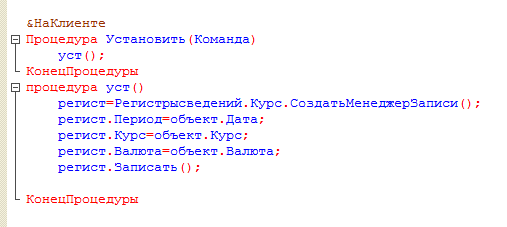 &НаКлиенте
Процедура Установить(Команда)
уст();
КонецПроцедуры
процедура уст()
регист=Регистрысведений.Курс.СоздатьМенеджерЗаписи();
регист.Период=объект.Дата;
регист.Курс=объект.Курс;
регист.Валюта=объект.Валюта;
регист.Записать();
КонецПроцедуры